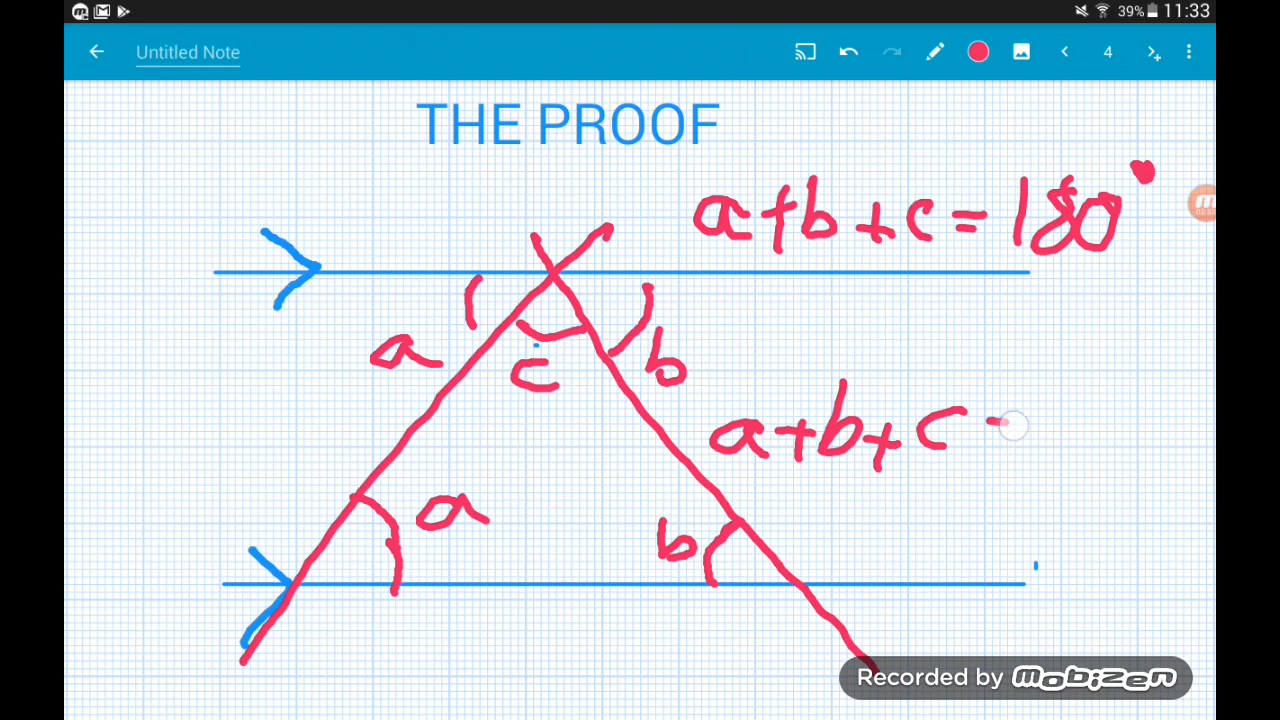 39% 11:33
Untitled Note
4
THE PROOF
a+b+c=180°
a
c
b
a+b+c =
a
b
Recorded by mobizen